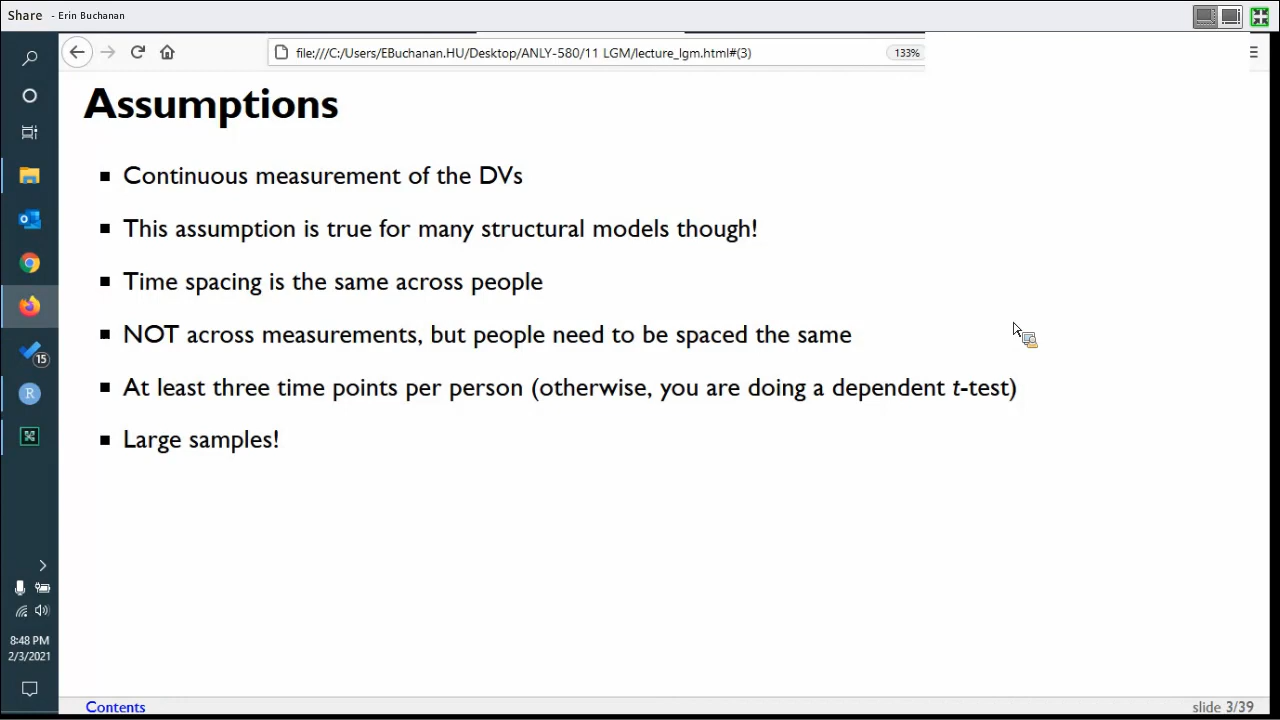 Share - Erin Buchanan
file:///C:/Users/EBuchanan.HU/Desktop/ANLY-580/11 LGM/lecture_lgm.html#(3)
133%
Assumptions
Continuous measurement of the DVs
This assumption is true for many structural models though!
Time spacing is the same across people
NOT across measurements, but people need to be spaced the same
At least three time points per person (otherwise, you are doing a dependent t-test)
Large samples!
15
R
8:48 PM
2/3/2021
Contents
slide 3/39